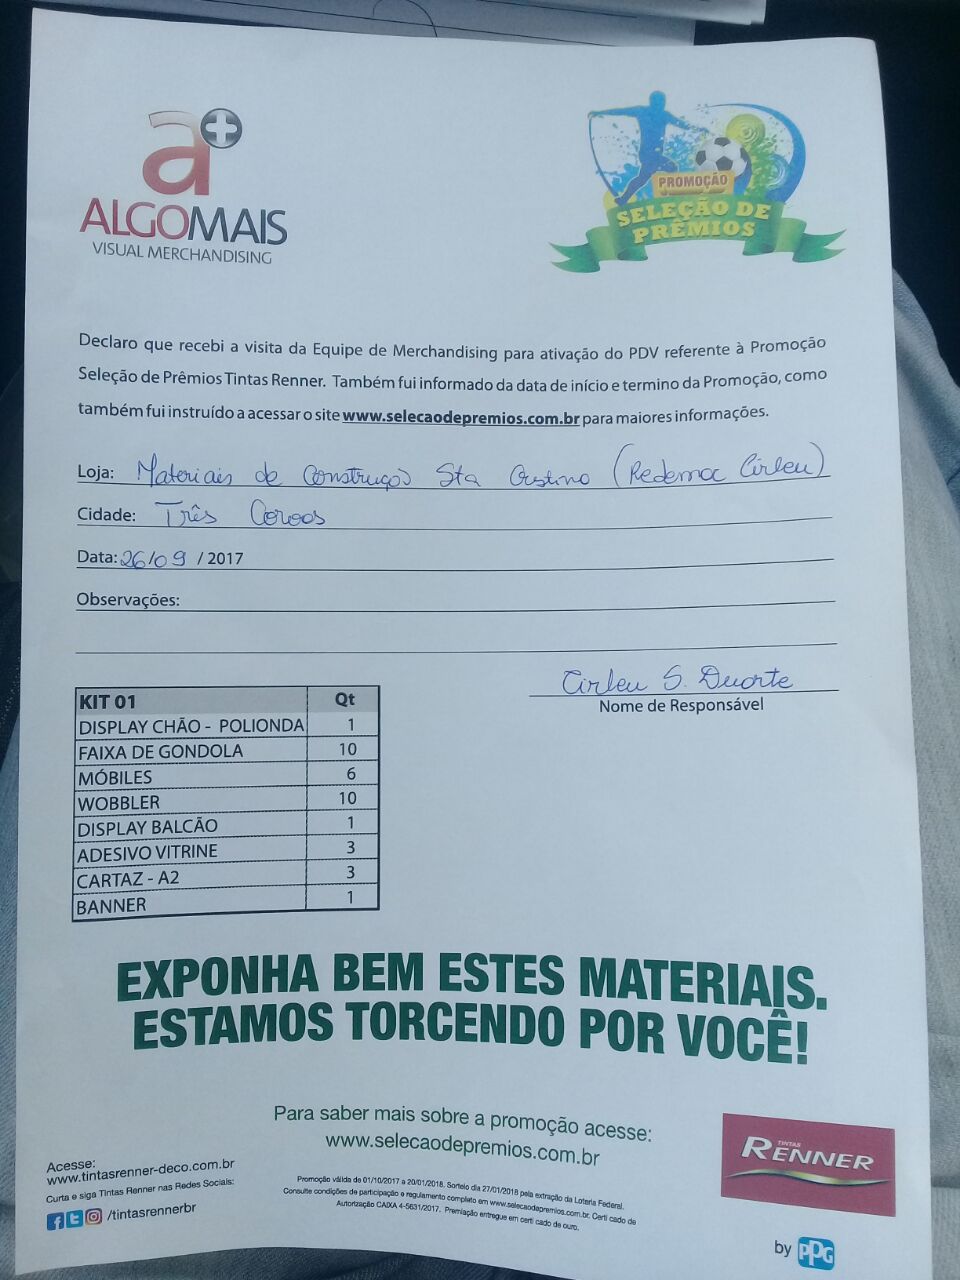 a+
ALGOMAIS
VISUAL MERCHANDISING
PROMOÇÃO
SELEÇÃO DE
PRÊMIOS
Declaro que recebi a visita da Equipe de Merchandising para ativação do PDV referente à Promoção
Seleção de Prêmios Tintas Renner. Também fui informado da data de início e termino da Promoção, como
também fui instruído a acessar o site www.selecaodepremios.com.br para maiores informações.
Loja: Materiais de Construção Sta Cristina (Redemac Cirleu)
Cidade: Três Coroas
Data: 26/09 / 2017
Observações:
Cirleu S. Duarte
Nome de Responsável
KIT 01 Qt
DISPLAY CHÃO - POLIONDA 1
FAIXA DE GONDOLA 10
MÓBILES 6
WOBBLER 10
DISPLAY BALCÃO 1
ADESIVO VITRINE 3
CARTAZ - A2 3
BANNER 1
EXPONHA BEM ESTES MATERIAIS.
ESTAMOS TORCENDO POR VOCÊ!
Para saber mais sobre a promoção acesse:
www.selecaodepremios.com.br
Acesse:
www.tintasrenner-deco.com.br
Curta e siga Tintas Renner nas Redes Sociais:
/tintasrennerbr
Promoção válida de 01/10/2017 a 20/01/2018. Sorteio dia 27/01/2018 pela extração da Loteria Federal.
Consulte condições de participação e regulamento completo em www.selecaodepremios.com.br. Certi cado de
Autorização CAIXA 4-5631/2017. Premiação entregue em certi cado de ouro.
TINTAS
RENNER
by PPG